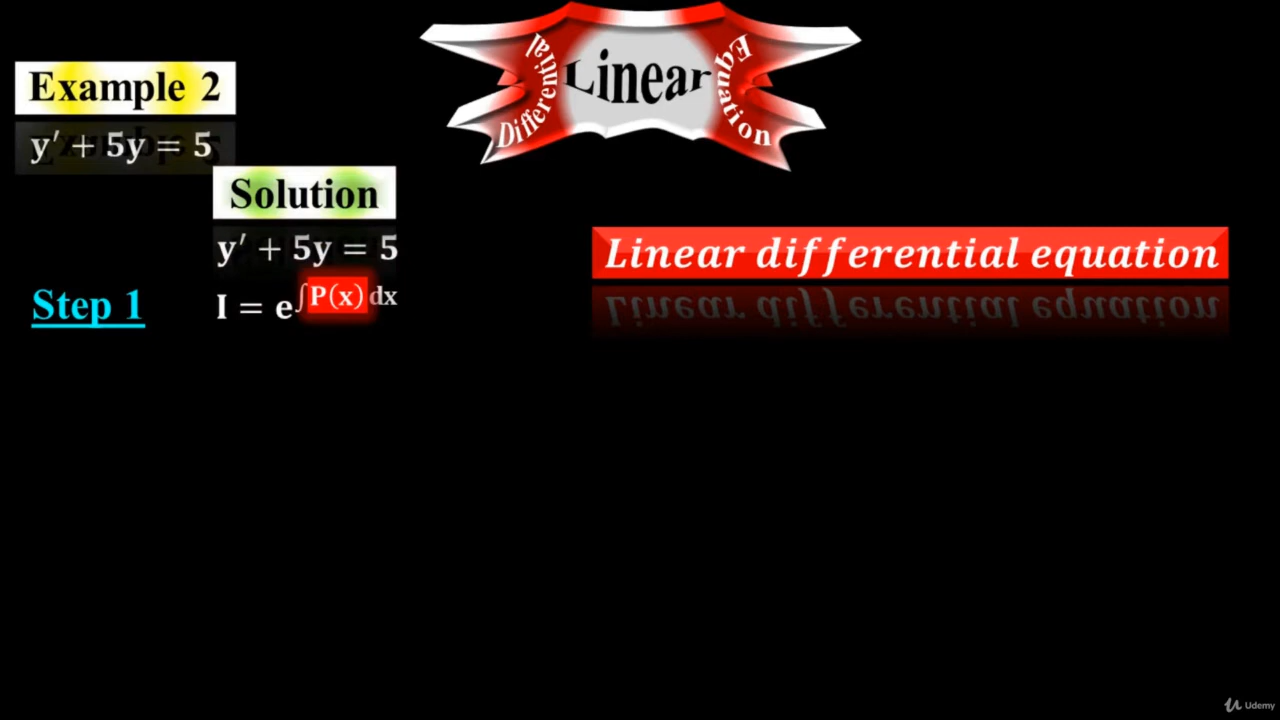 Differential Linear Equation
Example 2
y′ + 5y = 5
Solution
y′ + 5y = 5
Linear differential equation
Step 1
I = e^∫P(x)dx
Udemy